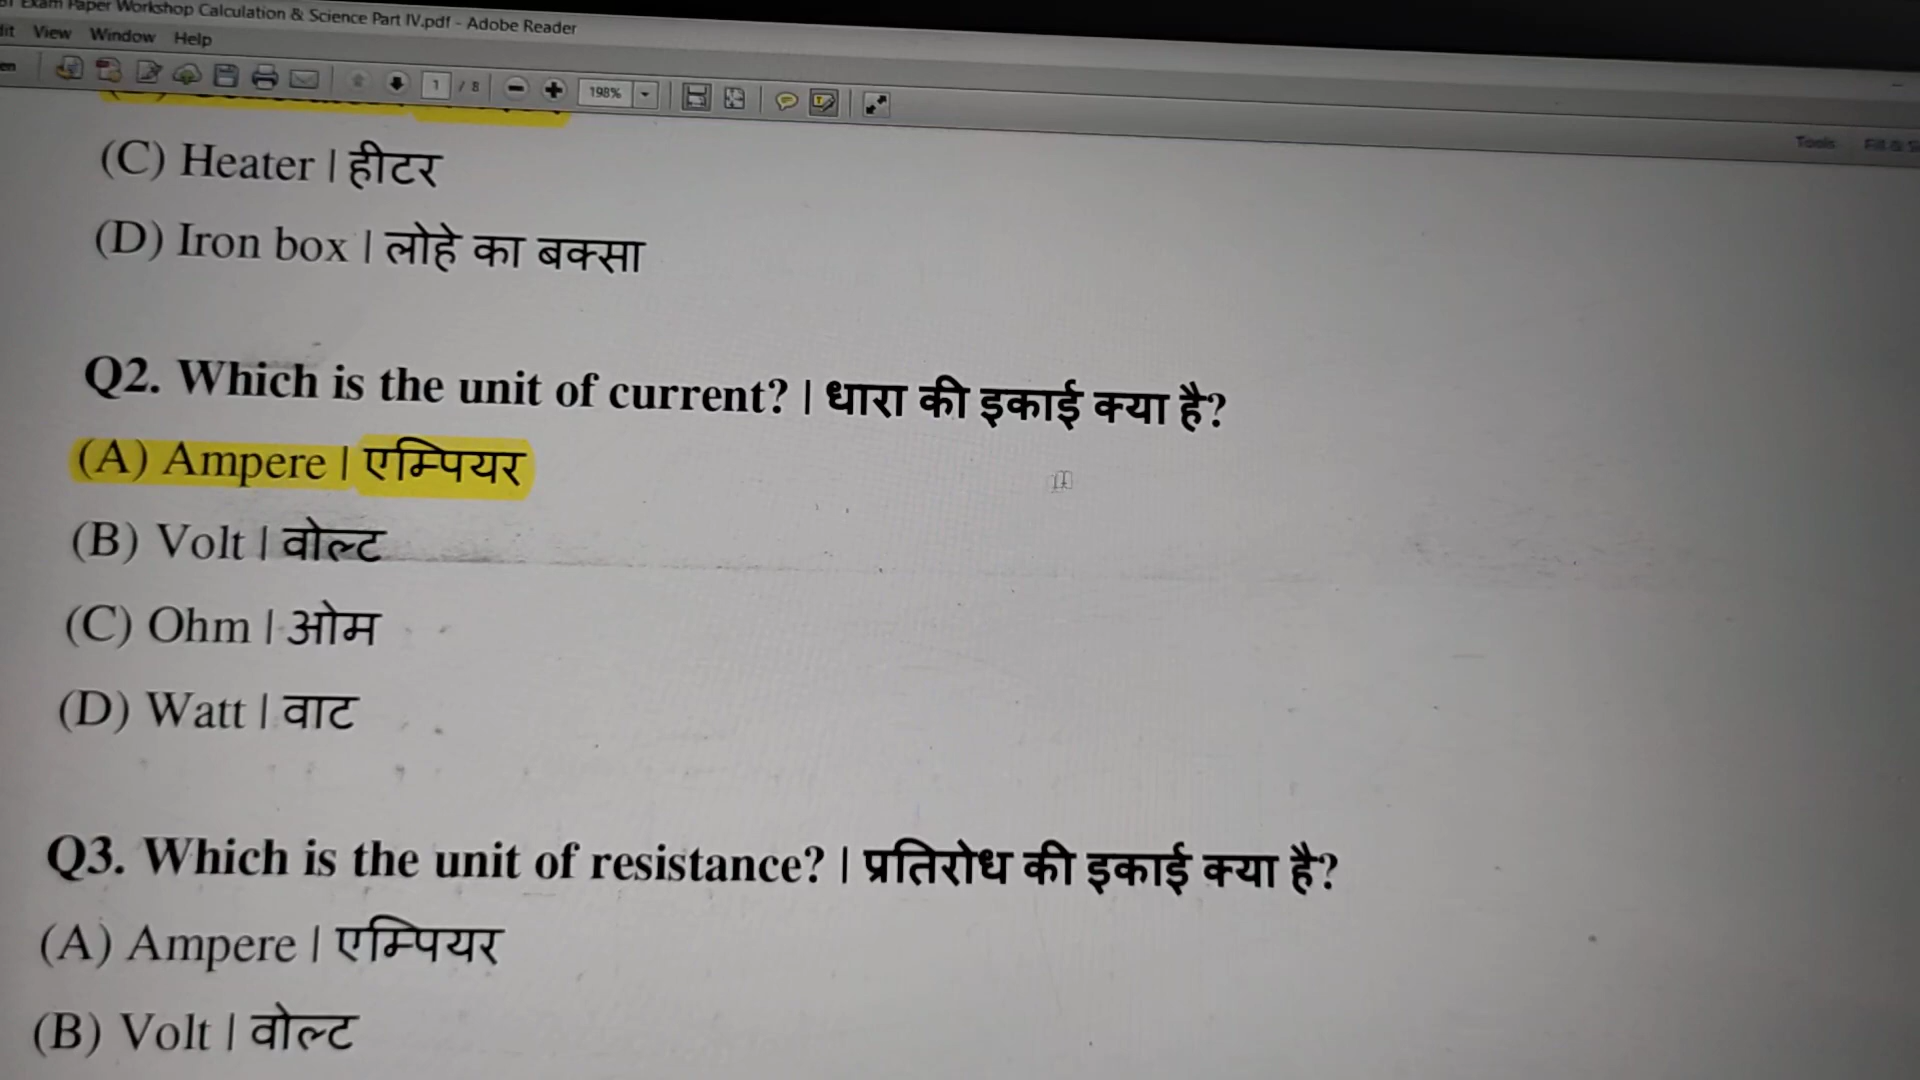 Exam Paper Workshop Calculation & Science Part IV.pdf - Adobe Reader
View Window Help
1 / 8 198%
Tools
(C) Heater | हीटर
(D) Iron box | लोहे का बक्सा
Q2. Which is the unit of current? | धारा की इकाई क्या है?
(A) Ampere | एम्पियर
(B) Volt | वोल्ट
(C) Ohm | ओम
(D) Watt | वाट
Q3. Which is the unit of resistance? | प्रतिरोध की इकाई क्या है?
(A) Ampere | एम्पियर
(B) Volt | वोल्ट